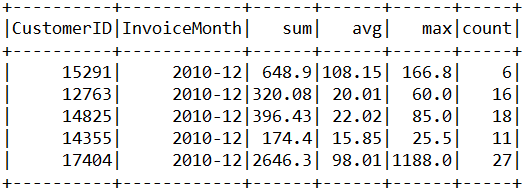 +----------+------------+------+------+------+-----+
|CustomerID|InvoiceMonth|   sum|   avg|   max|count|
+----------+------------+------+------+------+-----+
|     15291|     2010-12| 648.9|108.15| 166.8|    6|
|     12763|     2010-12|320.08| 20.01|  60.0|   16|
|     14825|     2010-12|396.43| 22.02|  85.0|   18|
|     14355|     2010-12| 174.4| 15.85|  25.5|   11|
|     17404|     2010-12|2646.3| 98.01|1188.0|   27|
+----------+------------+------+------+------+-----+